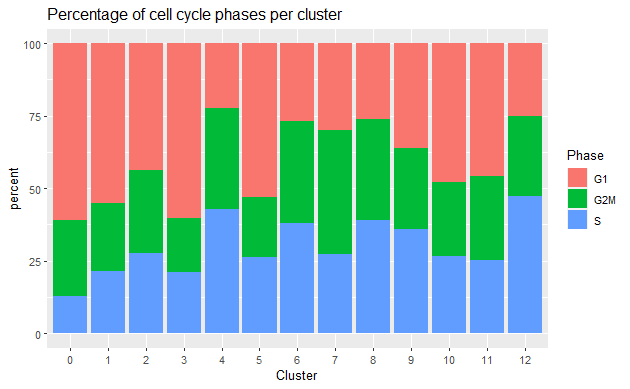 Percentage of cell cycle phases per cluster
100
75
50
25
0
percent
0 1 2 3 4 5 6 7 8 9 10 11 12
Cluster
Phase
G1
G2M
S